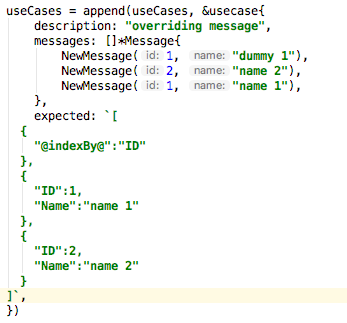 useCases = append(useCases, &usecase{
    description: "overriding message",
    messages: []*Message{
        NewMessage( id: 1,  name: "dummy 1"),
        NewMessage( id: 2,  name: "name 2"),
        NewMessage( id: 1,  name: "name 1"),
    },
    expected: `[
  {
    "@indexBy@":"ID"
  },
  {
    "ID":1,
    "Name":"name 1"
  },
  {
    "ID":2,
    "Name":"name 2"
  }
]`,
})